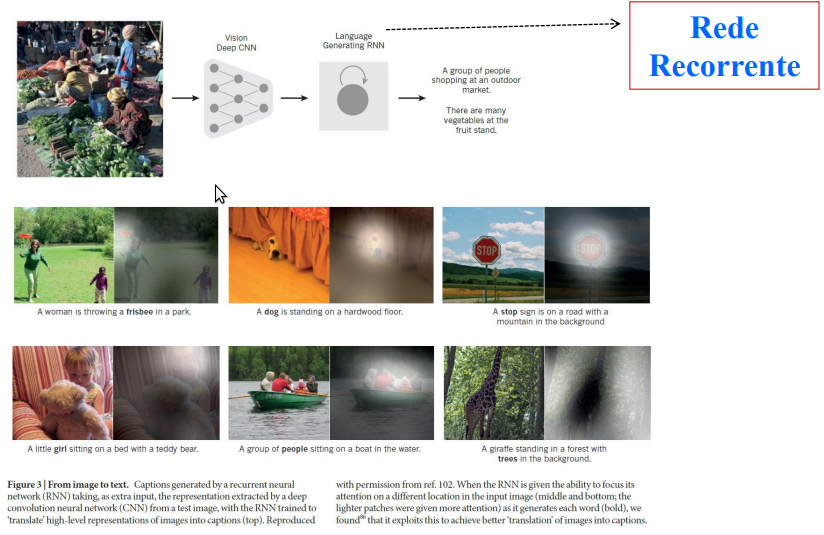 Vision
Deep CNN
Language
Generating RNN
Rede
Recorrente
A group of people
shopping at an outdoor
market.
There are many
vegetables at the
fruit stand.
STOP
STOP
A woman is throwing a frisbee in a park.
A dog is standing on a hardwood floor.
A stop sign is on a road with a
mountain in the background
A little girl sitting on a bed with a teddy bear.
A group of people sitting on a boat in the water.
A giraffe standing in a forest with
trees in the background.
Figure 3 | From image to text. Captions generated by a recurrent neural
network (RNN) taking, as extra input, the representation extracted by a deep
convolution neural network (CNN) from a test image, with the RNN trained to
‘translate’ high-level representations of images into captions (top). Reproduced
with permission from ref. 102. When the RNN is given the ability to focus its
attention on a different location in the input image (middle and bottom; the
lighter patches were given more attention) as it generates each word (bold), we
found86 that it exploits this to achieve better ‘translation’ of images into captions.